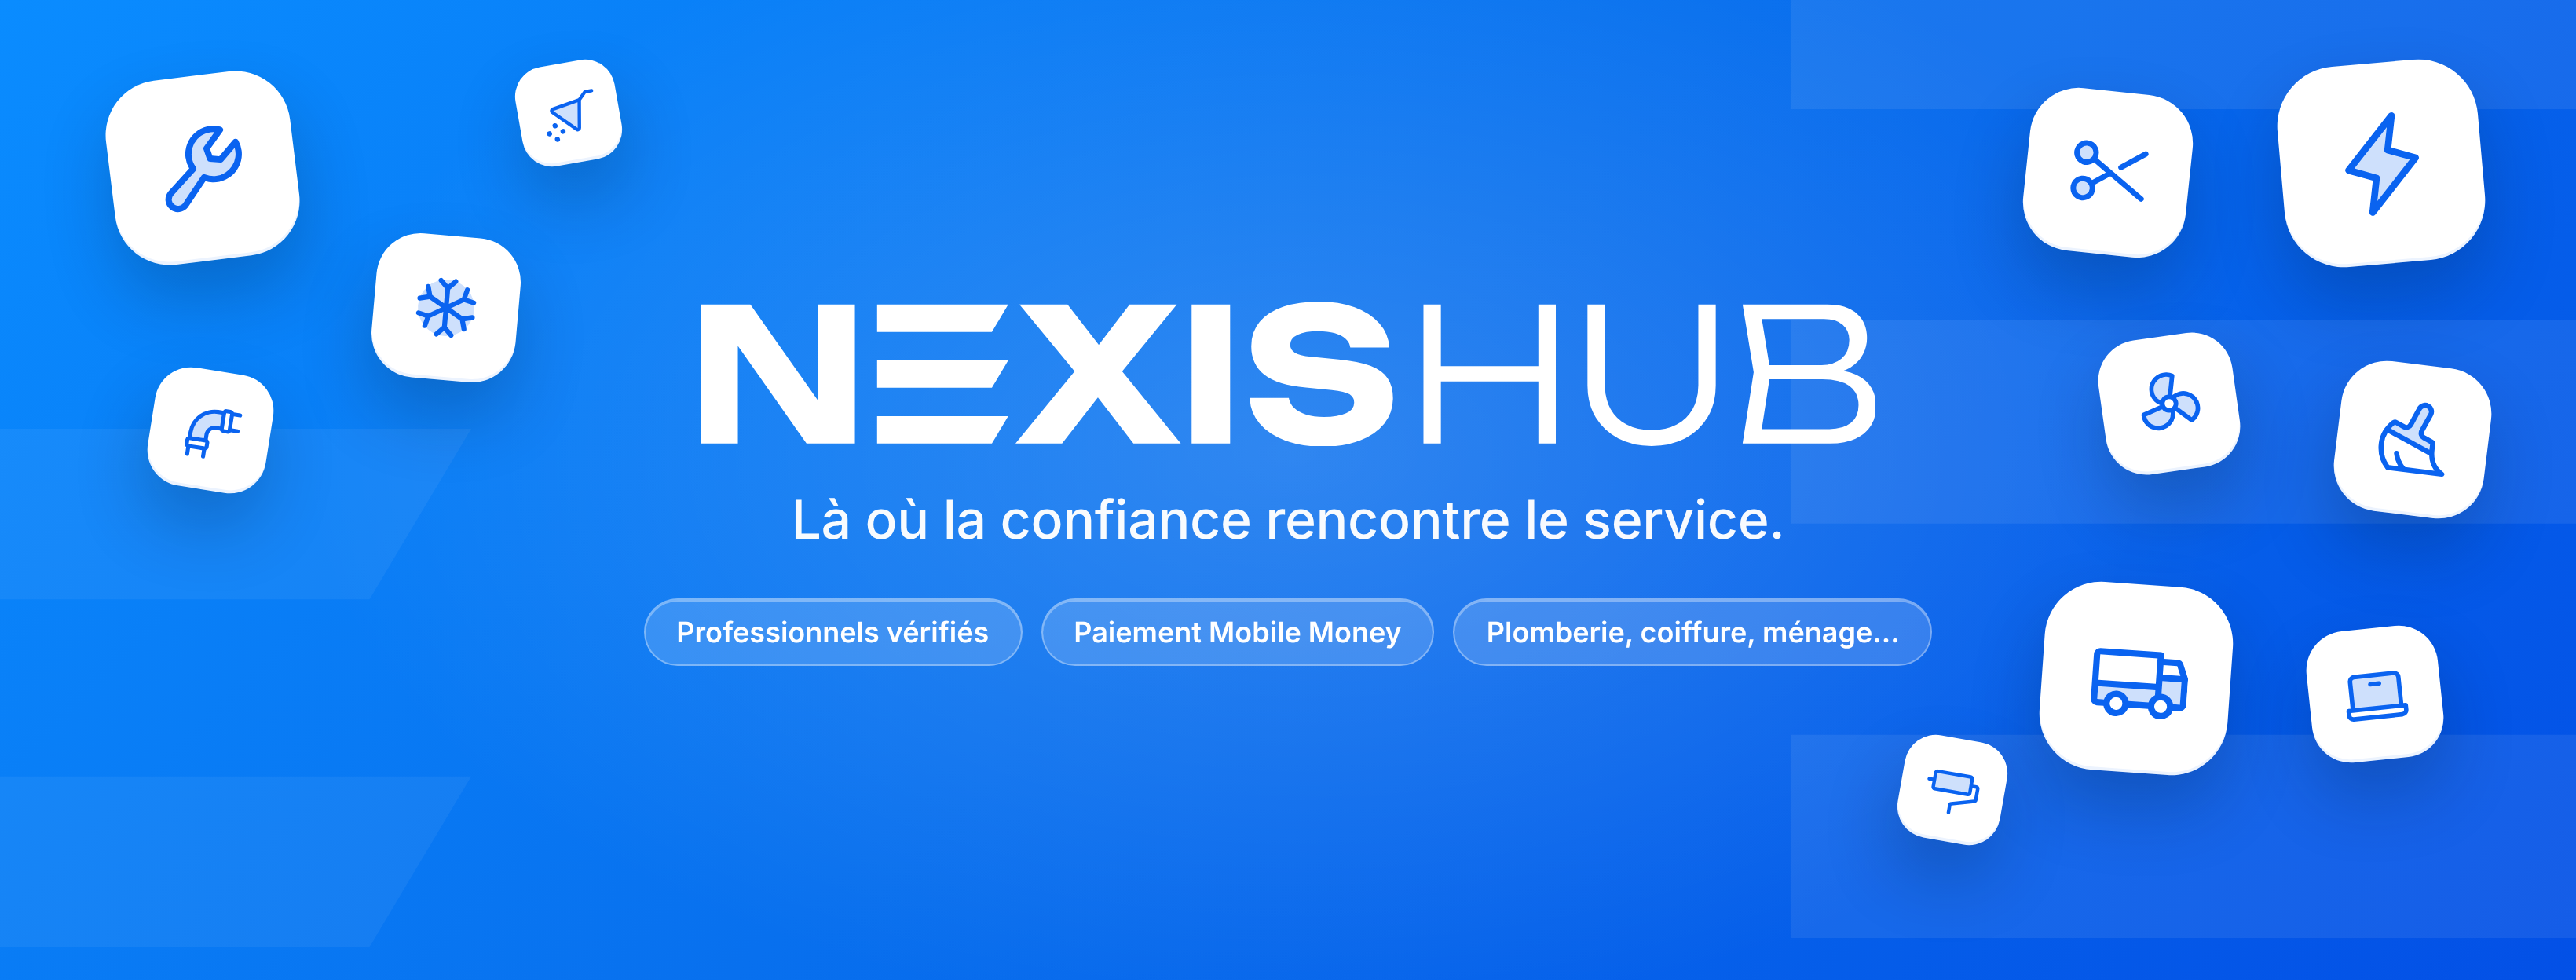 NEXISHUB
Là où la confiance rencontre le service.
Professionnels vérifiés
Paiement Mobile Money
Plomberie, coiffure, ménage...